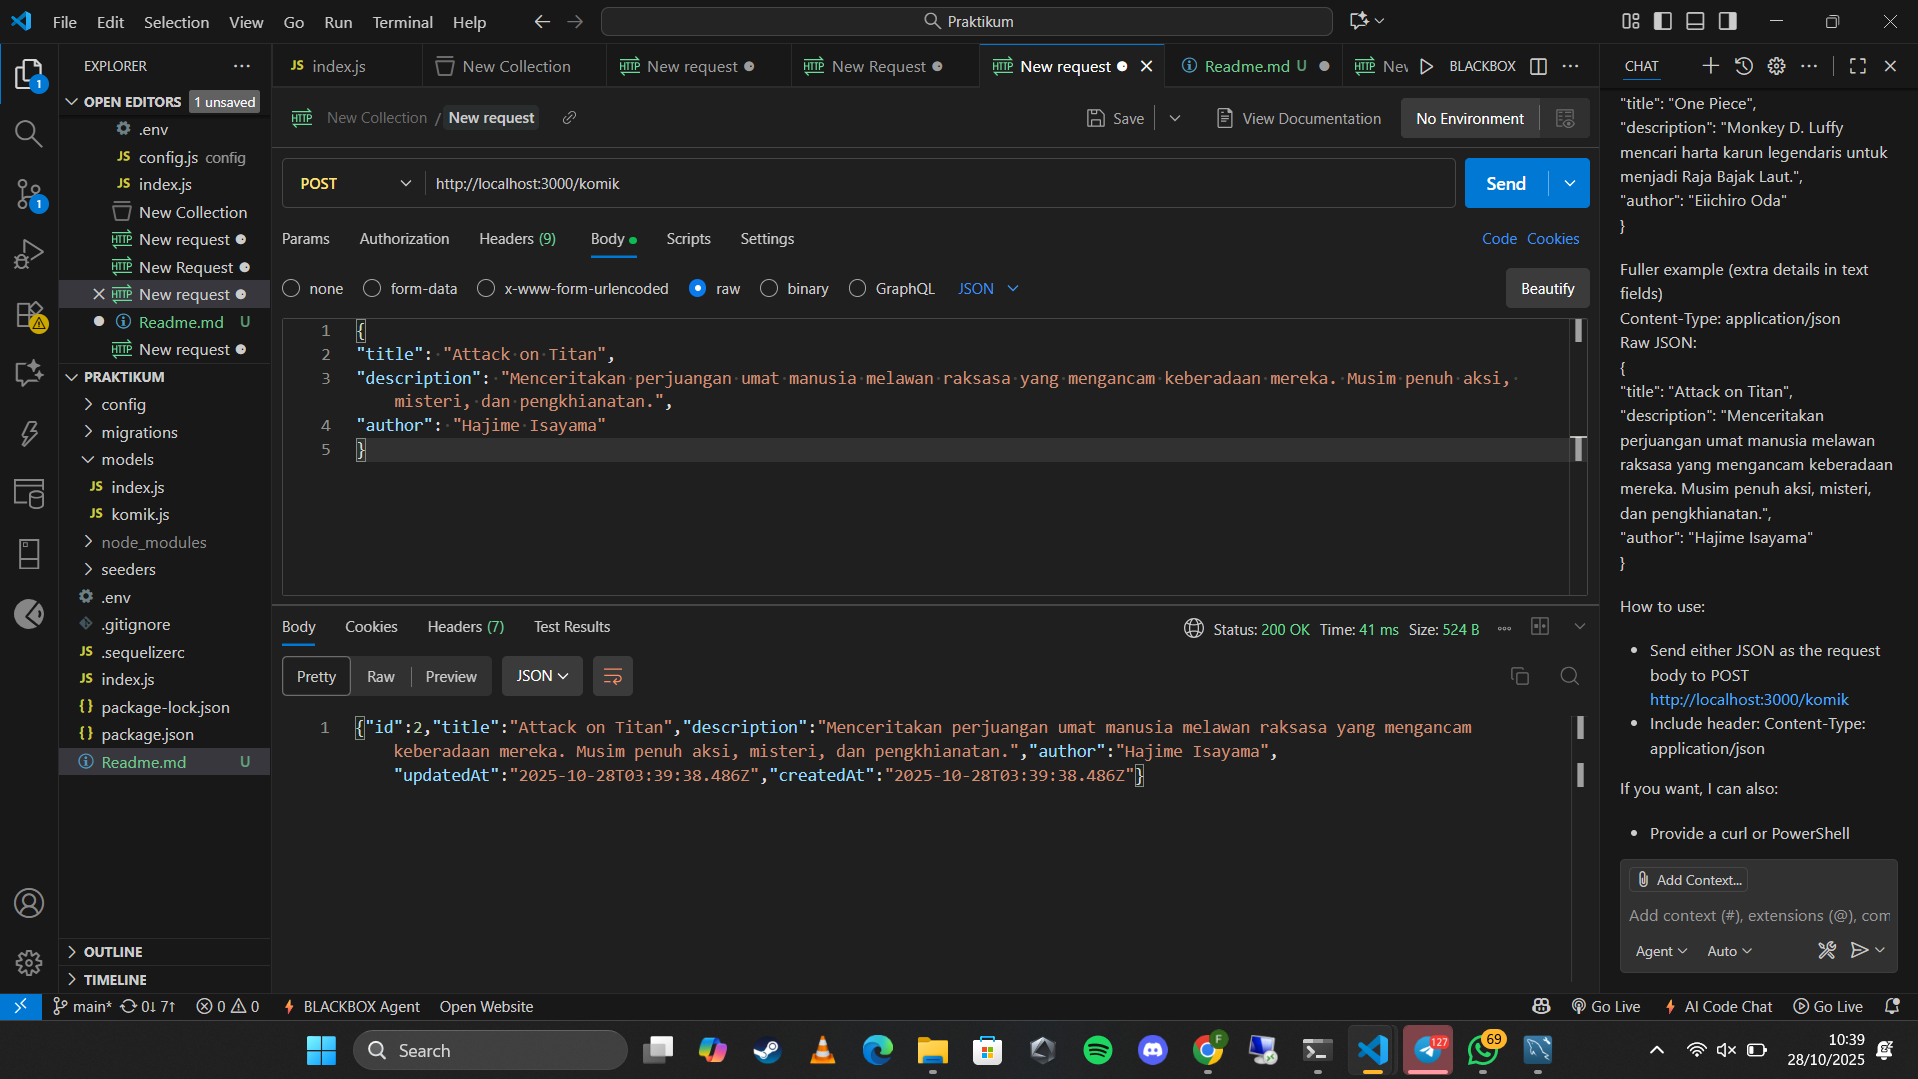 File Edit Selection View Go Run Terminal Help
Praktikum
EXPLORER
OPEN EDITORS 1 unsaved
.env
config.js config
index.js
New Collection
New request
New Request
New request
Readme.md U
New request
PRAKTIKUM
config
migrations
models
index.js
komik.js
node_modules
seeders
.env
.gitignore
.sequelizerc
index.js
package-lock.json
package.json
Readme.md U
OUTLINE
TIMELINE
index.js New Collection New request New Request New request Readme.md U Nev BLACKBOX
New Collection / New request
Save View Documentation No Environment
POST http://localhost:3000/komik Send
Params Authorization Headers (9) Body Scripts Settings Code Cookies
none form-data x-www-form-urlencoded raw binary GraphQL JSON Beautify
1 {
2 "title": "Attack on Titan",
3 "description": "Menceritakan perjuangan umat manusia melawan raksasa yang mengancam keberadaan mereka. Musim penuh aksi,
misteri, dan pengkhianatan.",
4 "author": "Hajime Isayama"
5 }
Body Cookies Headers (7) Test Results Status: 200 OK Time: 41 ms Size: 524 B
Pretty Raw Preview JSON
1 {"id":2,"title":"Attack on Titan","description":"Menceritakan perjuangan umat manusia melawan raksasa yang mengancam
keberadaan mereka. Musim penuh aksi, misteri, dan pengkhianatan.","author":"Hajime Isayama",
"updatedAt":"2025-10-28T03:39:38.486Z","createdAt":"2025-10-28T03:39:38.486Z"}
CHAT
"title": "One Piece",
"description": "Monkey D. Luffy
mencari harta karun legendaris untuk
menjadi Raja Bajak Laut.",
"author": "Eiichiro Oda"
}
Fuller example (extra details in text
fields)
Content-Type: application/json
Raw JSON:
{
"title": "Attack on Titan",
"description": "Menceritakan
perjuangan umat manusia melawan
raksasa yang mengancam keberadaan
mereka. Musim penuh aksi, misteri,
dan pengkhianatan.",
"author": "Hajime Isayama"
}
How to use:
• Send either JSON as the request
body to POST
http://localhost:3000/komik
• Include header: Content-Type:
application/json
If you want, I can also:
• Provide a curl or PowerShell
Add Context...
Add context (#), extensions (@), com
Agent Auto
main* 0↓ 7↑ 0 0 BLACKBOX Agent Open Website Go Live AI Code Chat Go Live
Search
127
69
10:39
28/10/2025